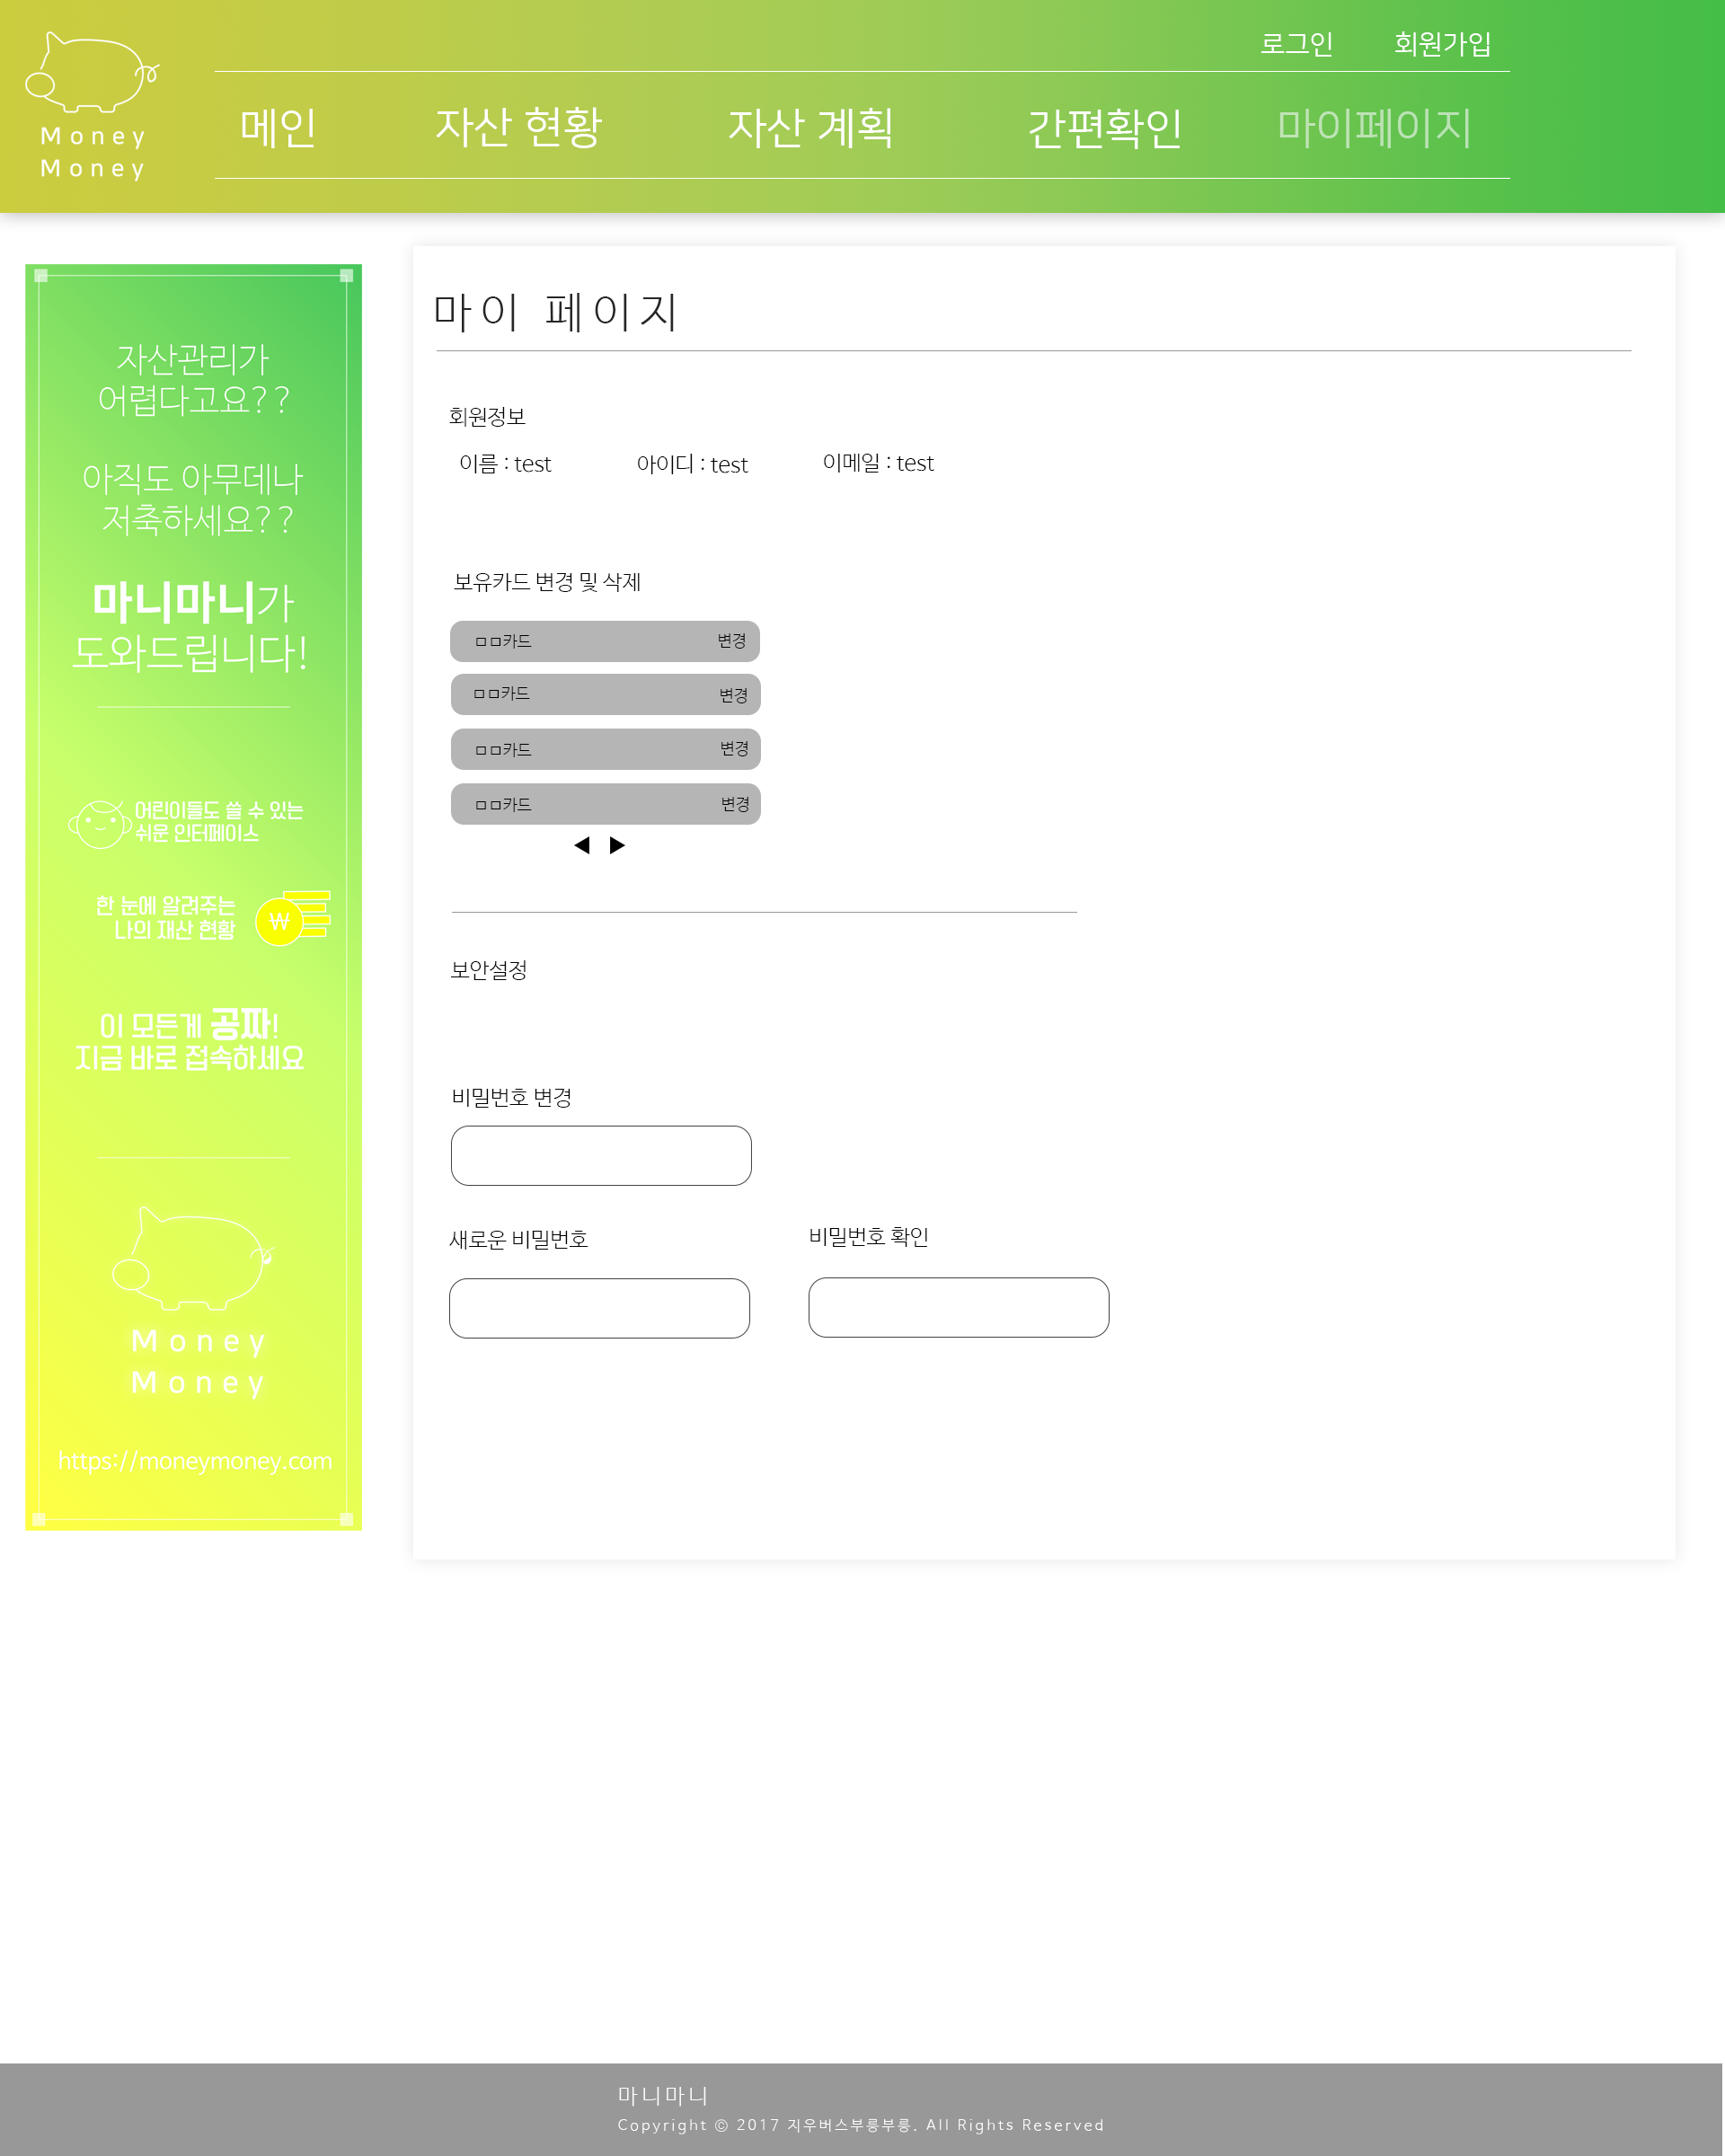 로그인 회원가입
메인 자산 현황 자산 계획 간편확인 마이페이지
Money
Money
자산관리가
어렵다고요??
아직도 아무데나
저축하세요??
마니마니가
도와드립니다!
어린이들도 쓸 수 있는
쉬운 인터페이스
한 눈에 알려주는
나의 재산 현황
₩
이 모든게 공짜!
지금 바로 접속하세요
Money
Money
https://moneymoney.com
마이 페이지
회원정보
이름 : test 아이디 : test 이메일 : test
보유카드 변경 및 삭제
ㅁㅁ카드 변경
ㅁㅁ카드 변경
ㅁㅁ카드 변경
ㅁㅁ카드 변경
◀ ▶
보안설정
비밀번호 변경
새로운 비밀번호 비밀번호 확인
마니마니
Copyright © 2017 지우버스부릉부릉. All Rights Reserved